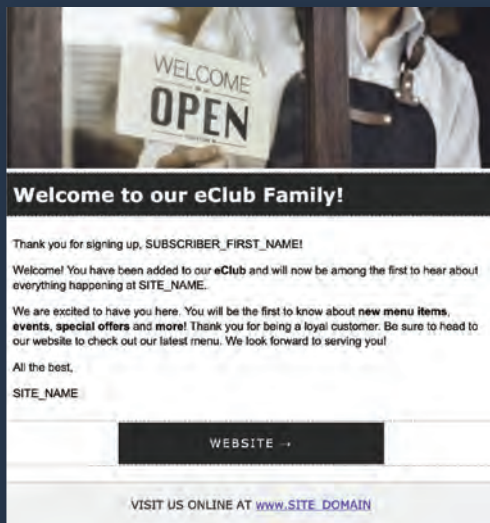 WELCOME
OPEN
Welcome to our eClub Family!
Thank you for signing up, SUBSCRIBER_FIRST_NAME!
Welcome! You have been added to our eClub and will now be among the first to hear about
everything happening at SITE_NAME.
We are excited to have you here. You will be the first to know about new menu items,
events, special offers and more! Thank you for being a loyal customer. Be sure to head to
our website to check out our latest menu. We look forward to serving you!
All the best,
SITE_NAME
WEBSITE →
VISIT US ONLINE AT www.SITE_DOMAIN